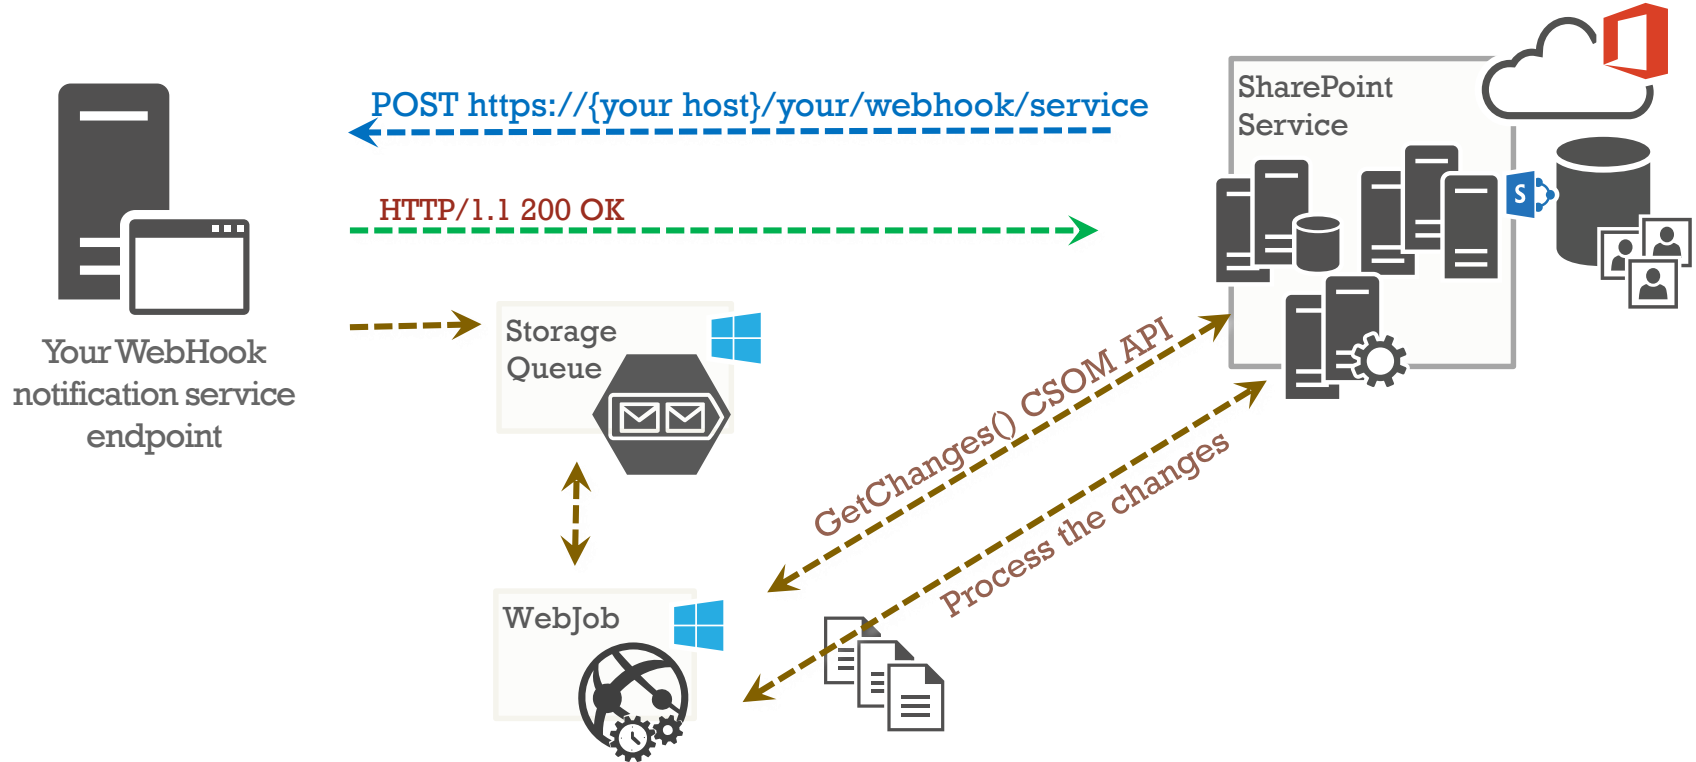 POST https://{your host}/your/webhook/service
SharePoint
Service
HTTP/1.1 200 OK
S
Storage
Queue
Your WebHook
notification service
endpoint
GetChanges() CSOM API
Process the changes
WebJob